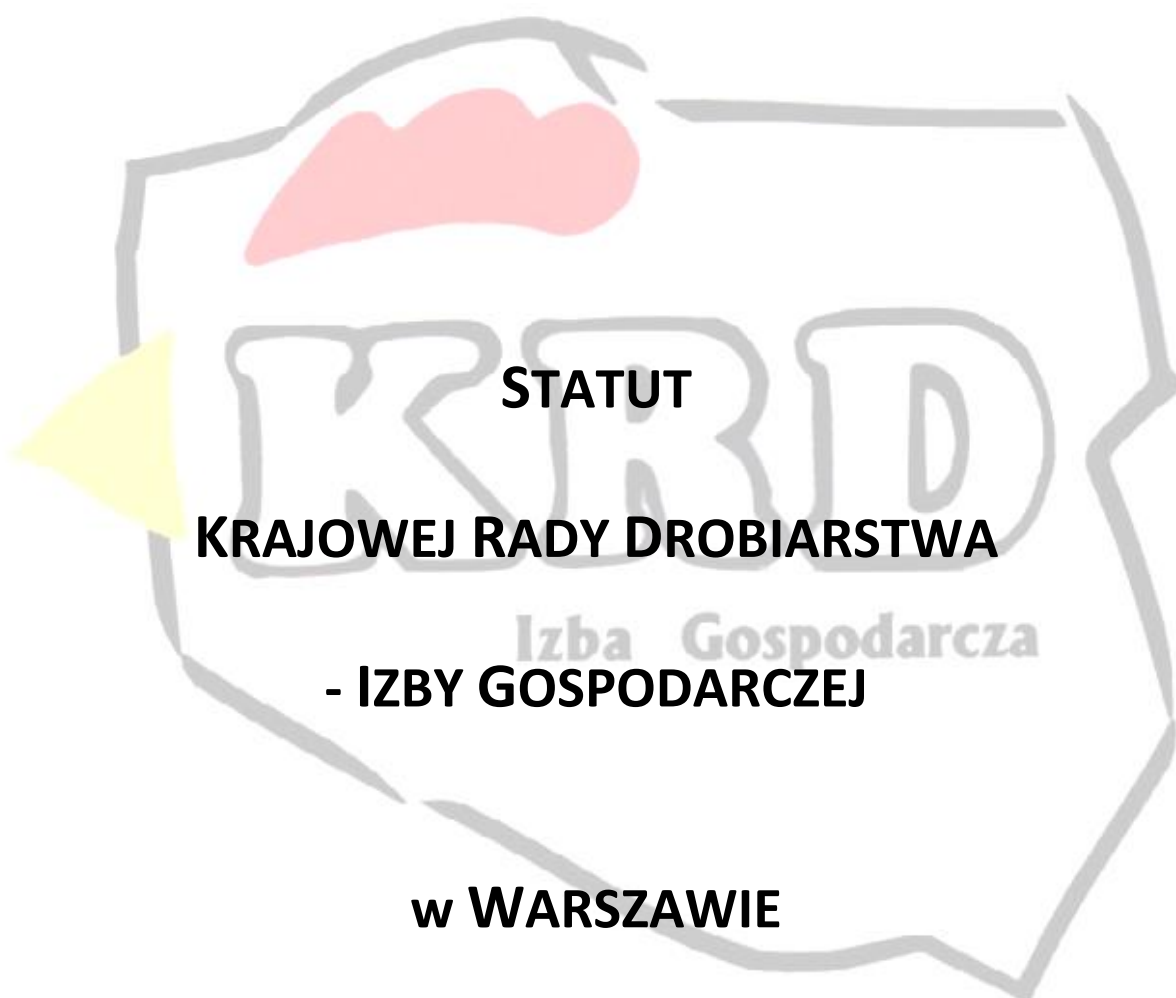 STATUT
KRD
KRAJOWEJ RADY DROBIARSTWA
Izba Gospodarcza
- IZBY GOSPODARCZEJ
w WARSZAWIE